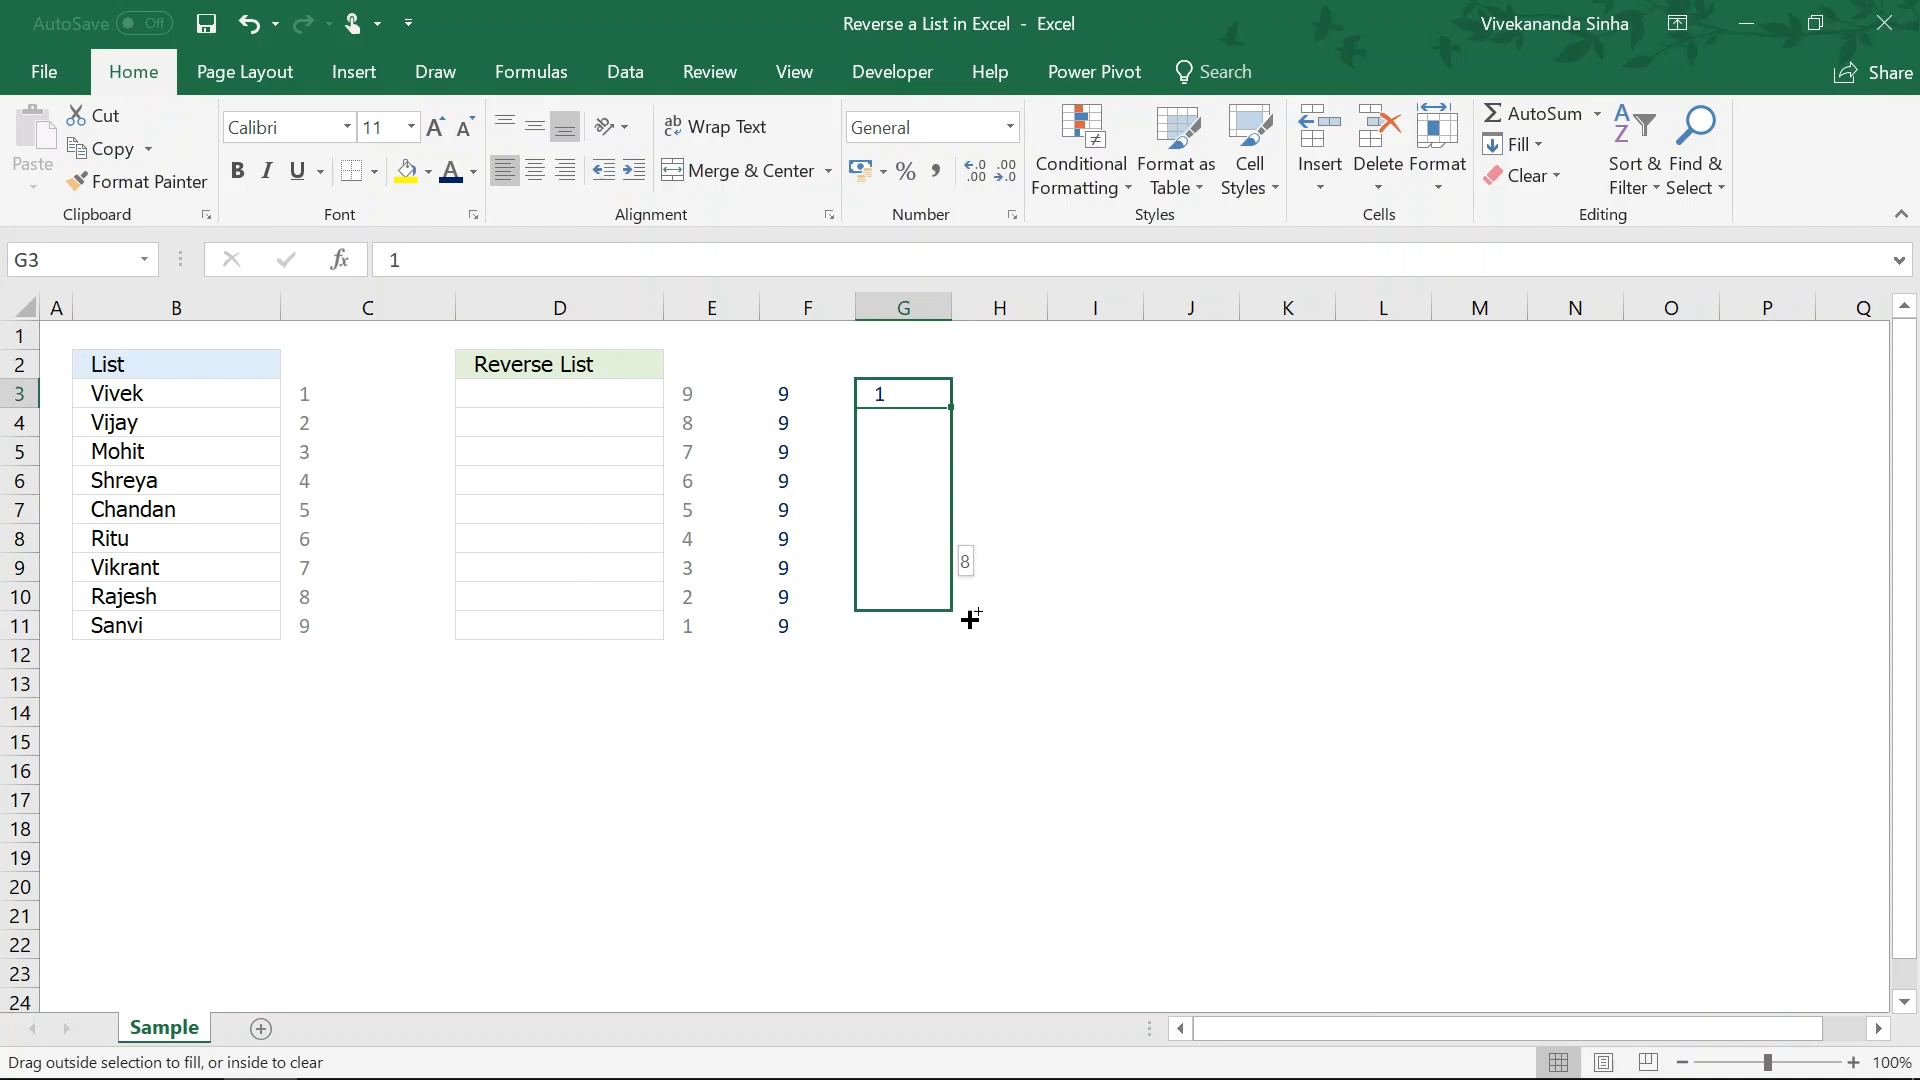 AutoSave Off
Reverse a List in Excel - Excel
Vivekananda Sinha
File Home Page Layout Insert Draw Formulas Data Review View Developer Help Power Pivot Search Share
Paste
Cut
Copy
Format Painter
Clipboard
Calibri 11
B I U
Font
Wrap Text
Merge & Center
Alignment
General
Number
Conditional
Formatting
Format as
Table
Cell
Styles
Styles
Insert
Delete
Format
Cells
AutoSum
Fill
Clear
Sort &
Filter
Find &
Select
Editing
G3 fx 1
A B C D E F G H I J K L M N O P Q
1
2 List Reverse List
3 Vivek 1 9 9 1
4 Vijay 2 8 9
5 Mohit 3 7 9
6 Shreya 4 6 9
7 Chandan 5 5 9
8 Ritu 6 4 9
9 Vikrant 7 3 9 8
10 Rajesh 8 2 9
11 Sanvi 9 1 9
12
13
14
15
16
17
18
19
20
21
22
23
24
Sample
Drag outside selection to fill, or inside to clear
100%